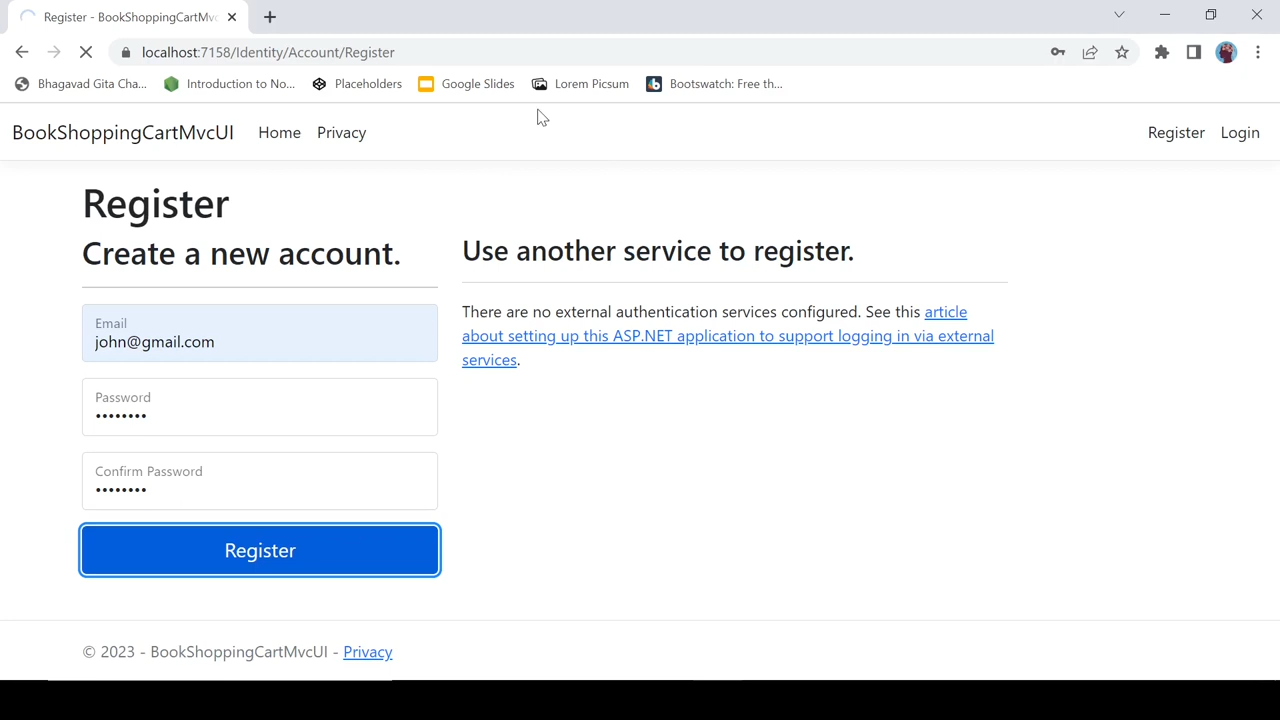 Register - BookShoppingCartMvc
localhost:7158/Identity/Account/Register
Bhagavad Gita Cha... Introduction to No... Placeholders Google Slides Lorem Picsum Bootswatch: Free th...
BookShoppingCartMvcUI Home Privacy Register Login
Register
Create a new account.
Email
john@gmail.com
Password
••••••••
Confirm Password
••••••••
Register
Use another service to register.
There are no external authentication services configured. See this article
about setting up this ASP.NET application to support logging in via external
services.
© 2023 - BookShoppingCartMvcUI - Privacy